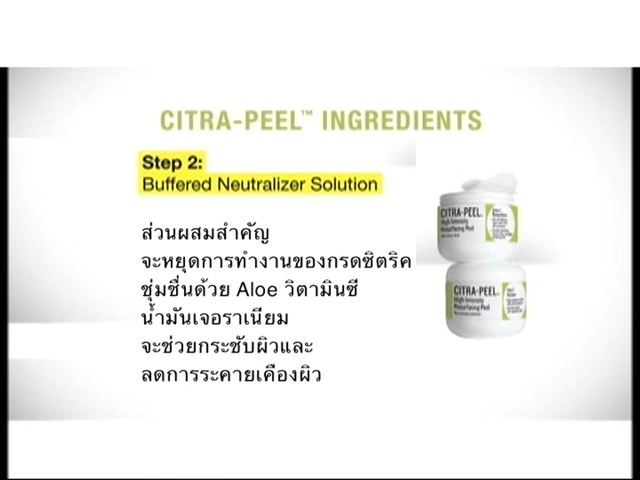 CITRA-PEEL™ INGREDIENTS
Step 2:
Buffered Neutralizer Solution
ส่วนผสมสำคัญ
จะหยุดการทำงานของกรดซิตริค
ชุ่มชื่นด้วย Aloe วิตามินซี
น้ำมันเจอราเนียม
จะช่วยกระชับผิวและ
ลดการระคายเคืองผิว
CITRA-PEEL
High Intensity
Resurfacing Peel
CITRA-PEEL
High Intensity
Resurfacing Peel